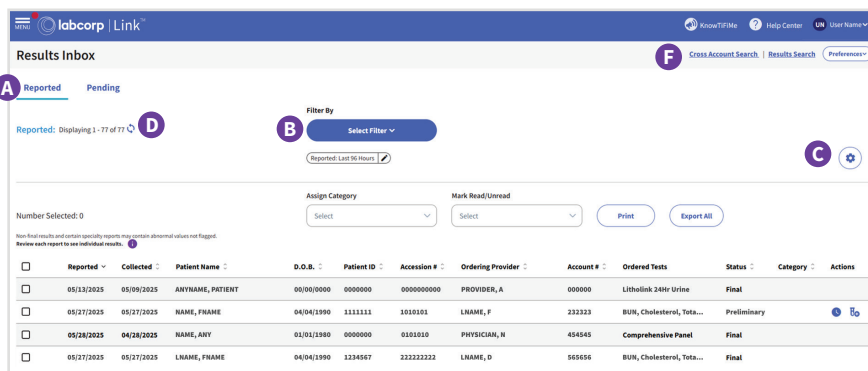 MENU labcorp | Link™ KnowTIFiMe ? Help Center UN User Name
Results Inbox F Cross Account Search | Results Search Preferences
A Reported Pending
Filter By
Reported: Displaying 1 - 77 of 77 D B Select Filter
Reported: Last 96 Hours C
Assign Category Mark Read/Unread
Number Selected: 0 Select Select Print Export All
Non-final results and certain specialty reports may contain abnormal values not flagged.
Review each report to see individual results. i
Reported Collected Patient Name D.O.B. Patient ID Accession # Ordering Provider Account # Ordered Tests Status Category Actions
05/13/2025 05/09/2025 ANYNAME, PATIENT 00/00/0000 0000000 0000000000 PROVIDER, A 000000 Litholink 24Hr Urine Final
05/27/2025 05/27/2025 NAME, FNAME 04/04/1990 1111111 1010101 LNAME, F 232323 BUN, Cholesterol, Tota... Preliminary
05/28/2025 04/28/2025 NAME, ANY 01/01/1980 0000000 0101010 PHYSICIAN, N 454545 Comprehensive Panel Final
05/27/2025 05/27/2025 LNAME, FNAME 04/04/1990 1234567 222222222 LNAME, D 565656 BUN, Cholesterol, Tota... Final